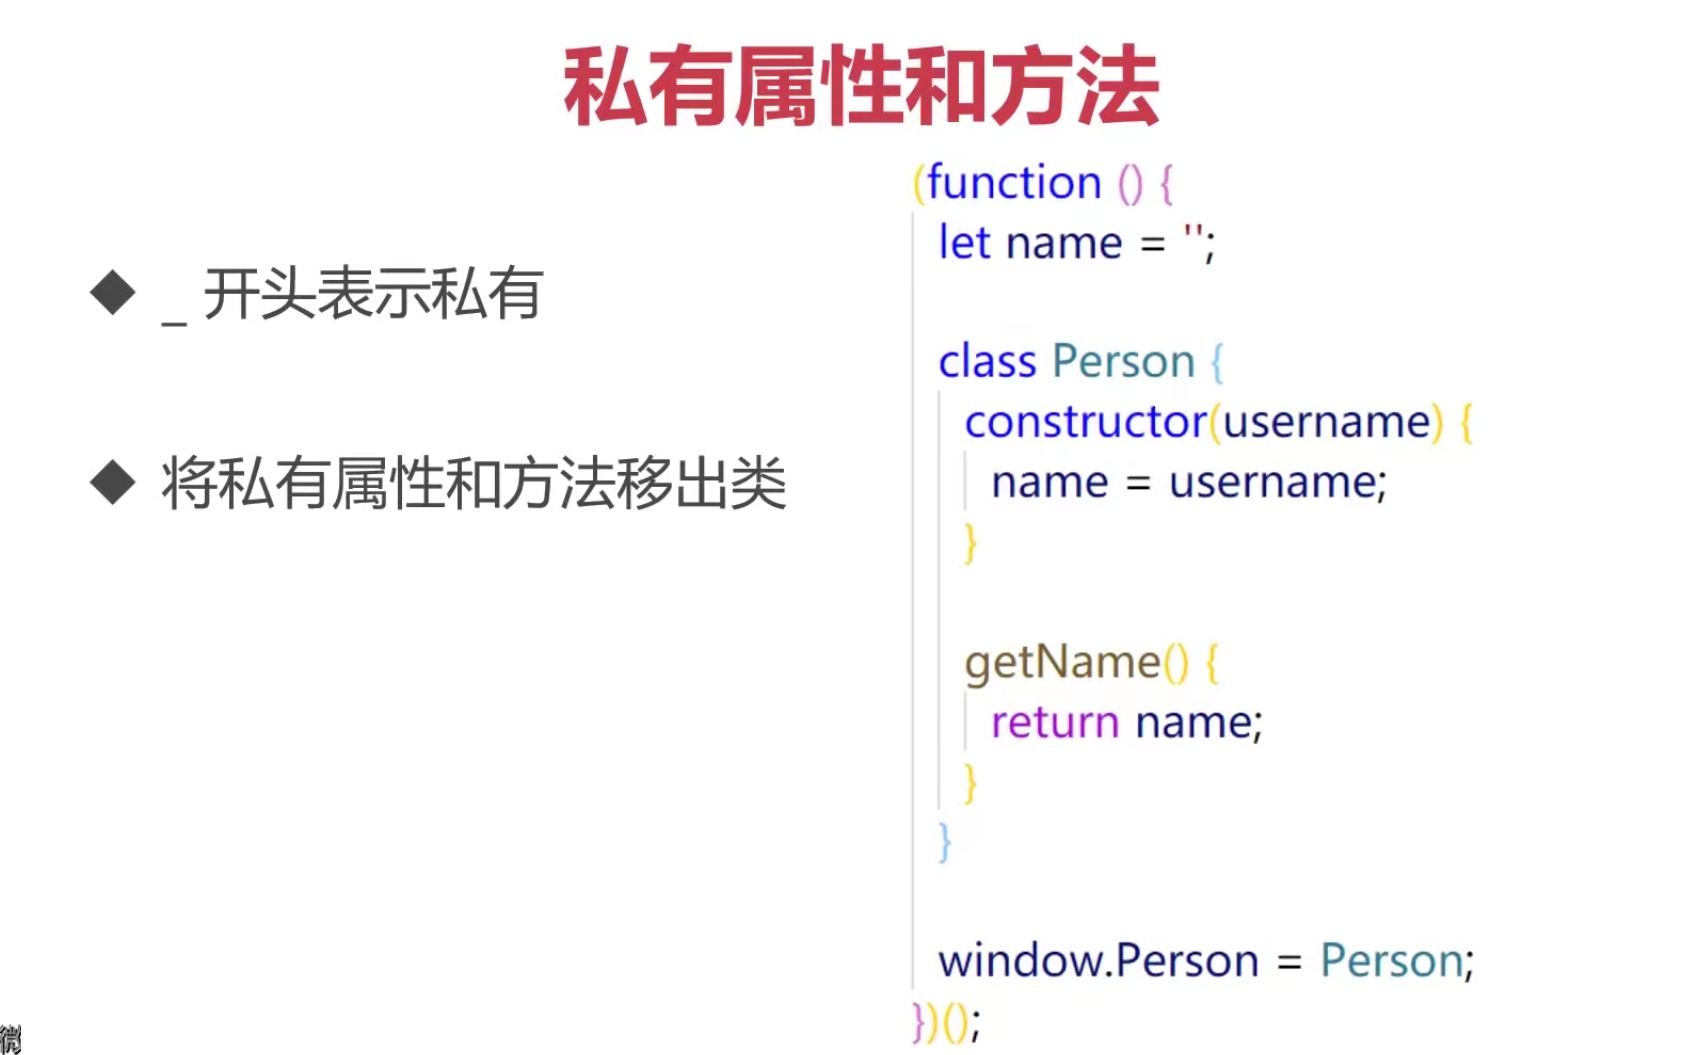 私有属性和方法
_ 开头表示私有
将私有属性和方法移出类
(function () {
let name = '';
class Person {
constructor(username) {
name = username;
}
getName() {
return name;
}
}
window.Person = Person;
})();
微